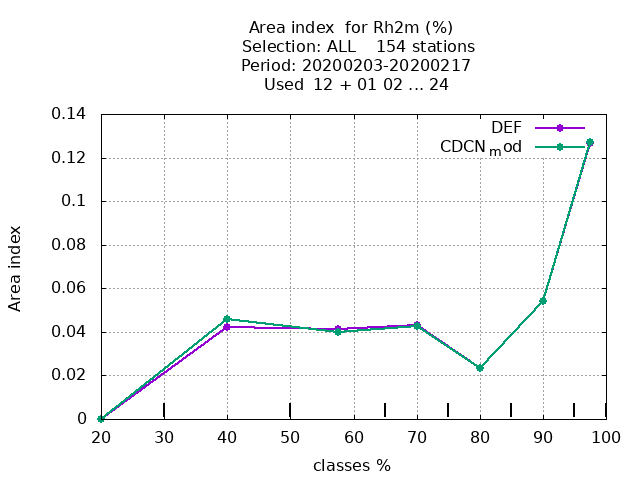 Area index  for Rh2m (%)
Selection: ALL    154 stations
Period: 20200203-20200217
Used  12 + 01 02 ... 24
0.14
0.12
0.1
0.08
0.06
0.04
0.02
0
Area index
DEF
CDCNmod
20 30 40 50 60 70 80 90 100
classes %